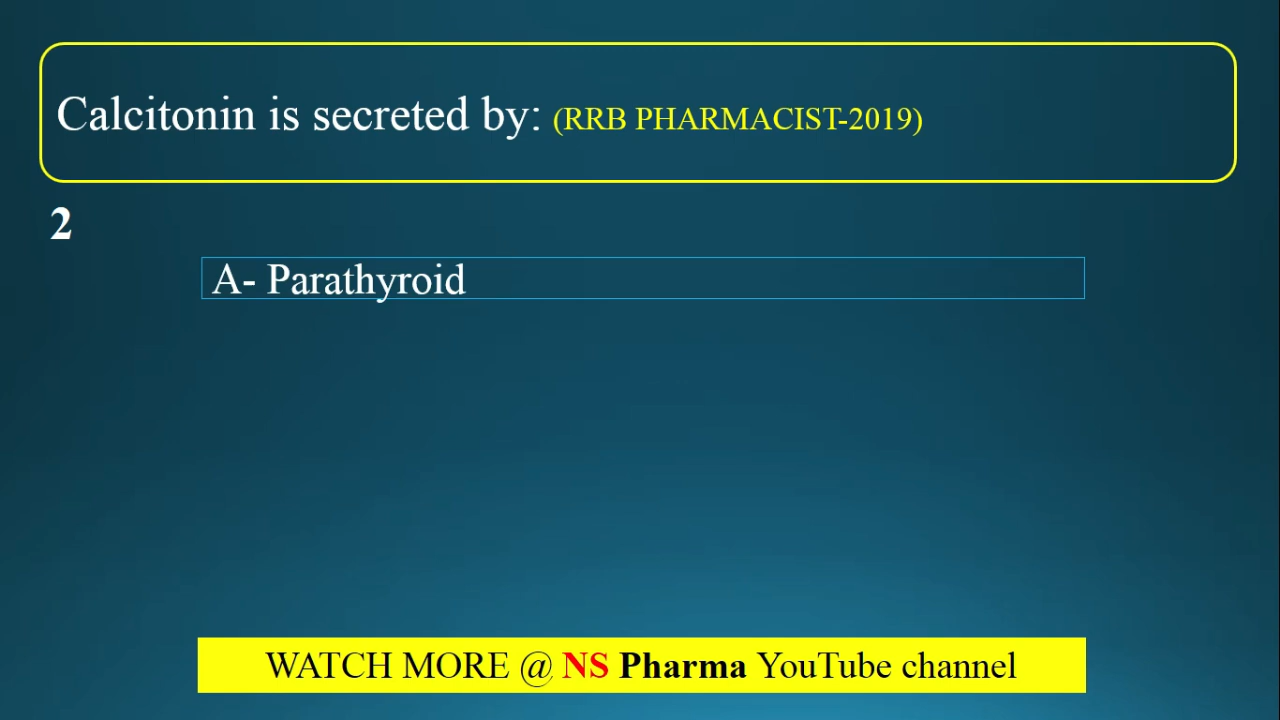 Calcitonin is secreted by: (RRB PHARMACIST-2019)
2
A- Parathyroid
WATCH MORE @ NS Pharma YouTube channel